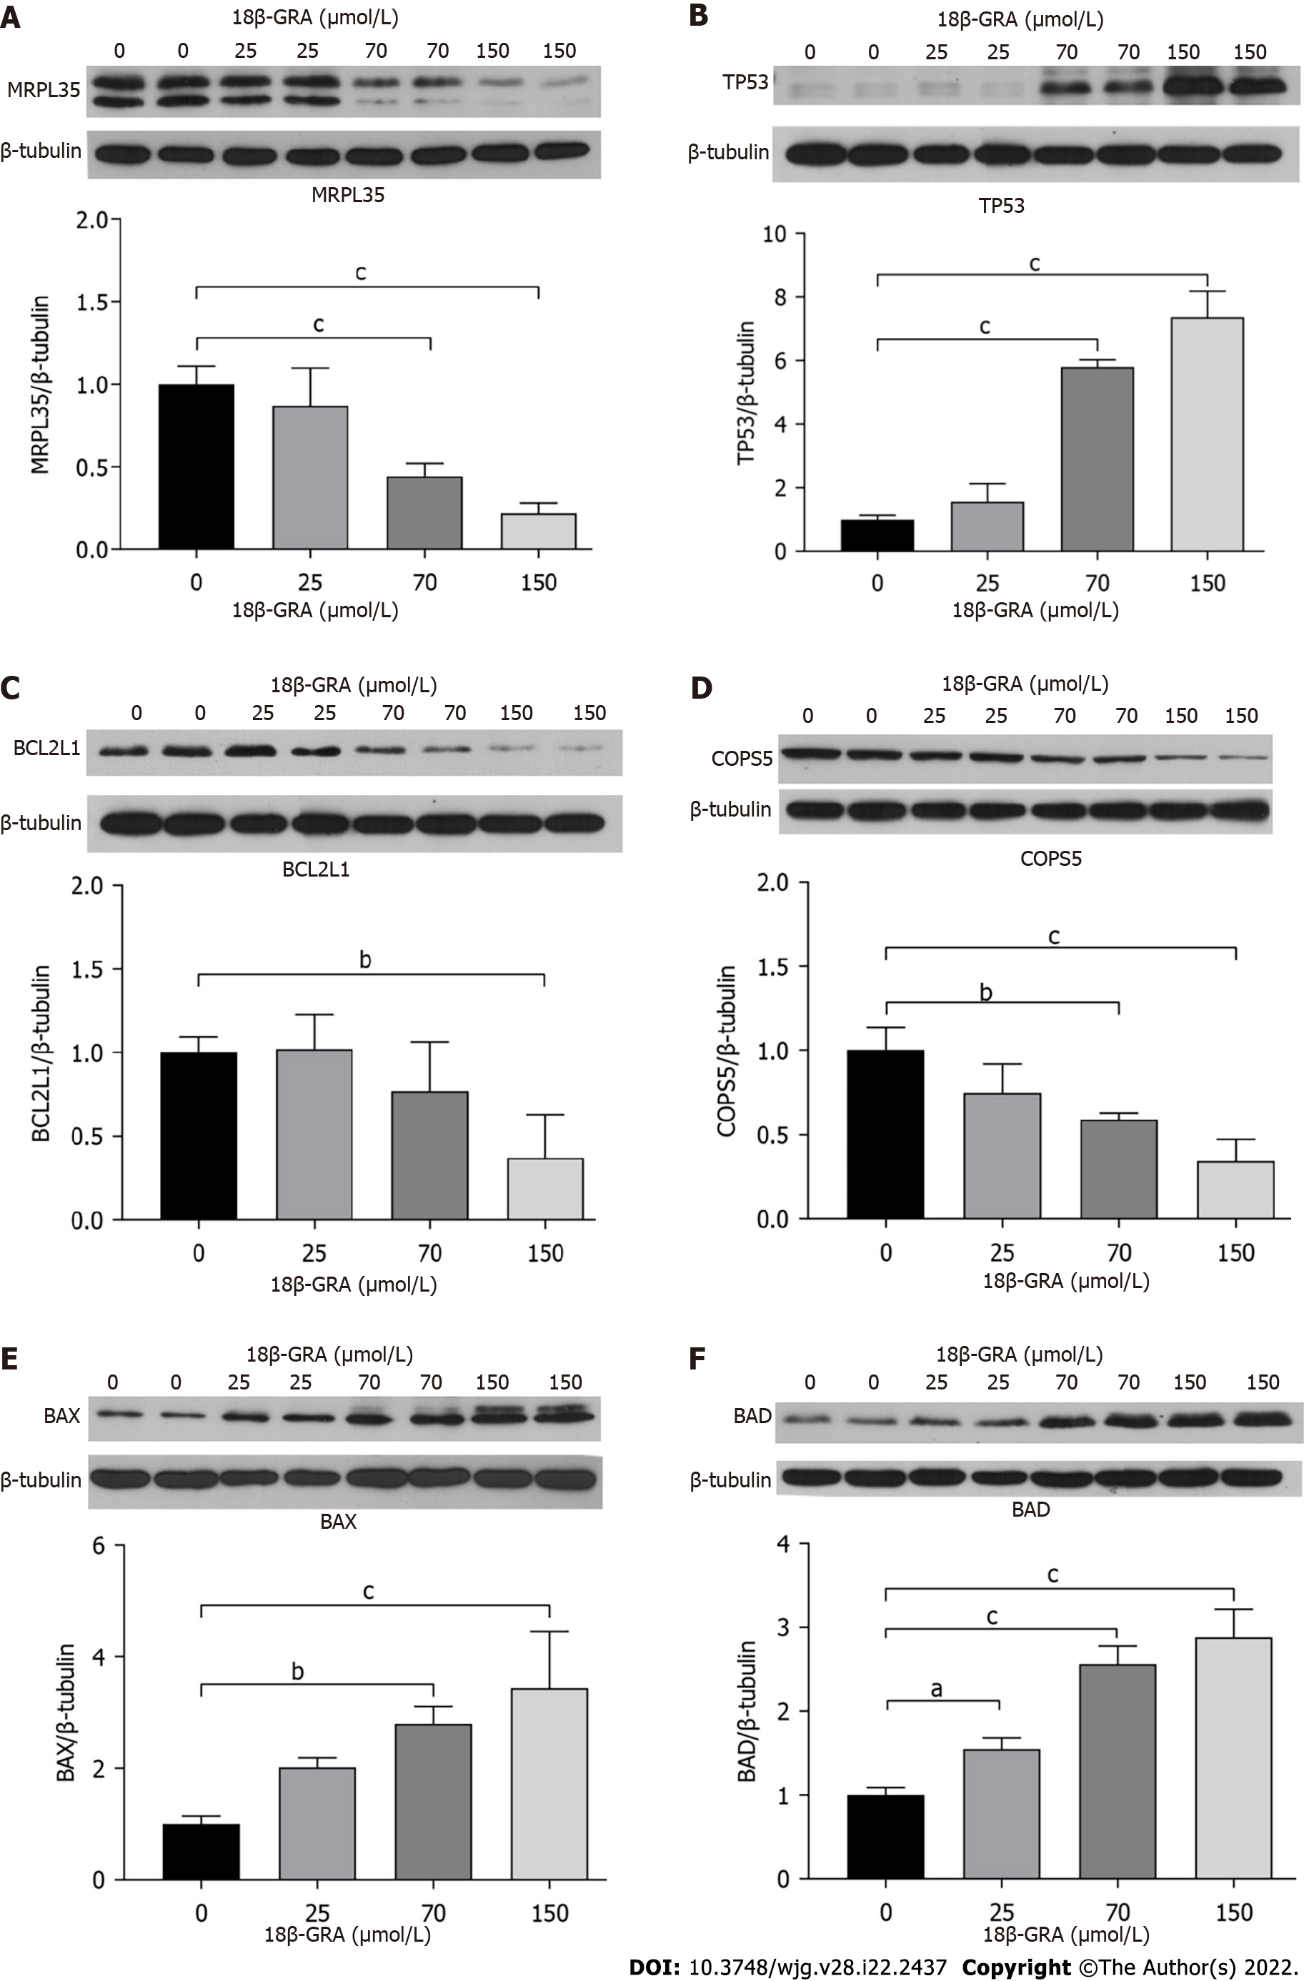 A
18β-GRA (µmol/L)
0 0 25 25 70 70 150 150
MRPL35
β-tubulin
MRPL35
MRPL35/β-tubulin
2.0
1.5
1.0
0.5
0.0
c
c
0 25 70 150
18β-GRA (µmol/L)
B
18β-GRA (µmol/L)
0 0 25 25 70 70 150 150
TP53
β-tubulin
TP53
TP53/β-tubulin
10
8
6
4
2
0
c
c
0 25 70 150
18β-GRA (µmol/L)
C
18β-GRA (µmol/L)
0 0 25 25 70 70 150 150
BCL2L1
β-tubulin
BCL2L1
BCL2L1/β-tubulin
2.0
1.5
1.0
0.5
0.0
b
0 25 70 150
18β-GRA (µmol/L)
D
18β-GRA (µmol/L)
0 0 25 25 70 70 150 150
COPS5
β-tubulin
COPS5
COPS5/β-tubulin
2.0
1.5
1.0
0.5
0.0
c
b
0 25 70 150
18β-GRA (µmol/L)
E
18β-GRA (µmol/L)
0 0 25 25 70 70 150 150
BAX
β-tubulin
BAX
BAX/β-tubulin
6
4
2
0
c
b
0 25 70 150
18β-GRA (µmol/L)
F
18β-GRA (µmol/L)
0 0 25 25 70 70 150 150
BAD
β-tubulin
BAD
BAD/β-tubulin
4
3
2
1
0
c
c
a
0 25 70 150
18β-GRA (µmol/L)
DOI: 10.3748/wjg.v28.i22.2437 Copyright ©The Author(s) 2022.